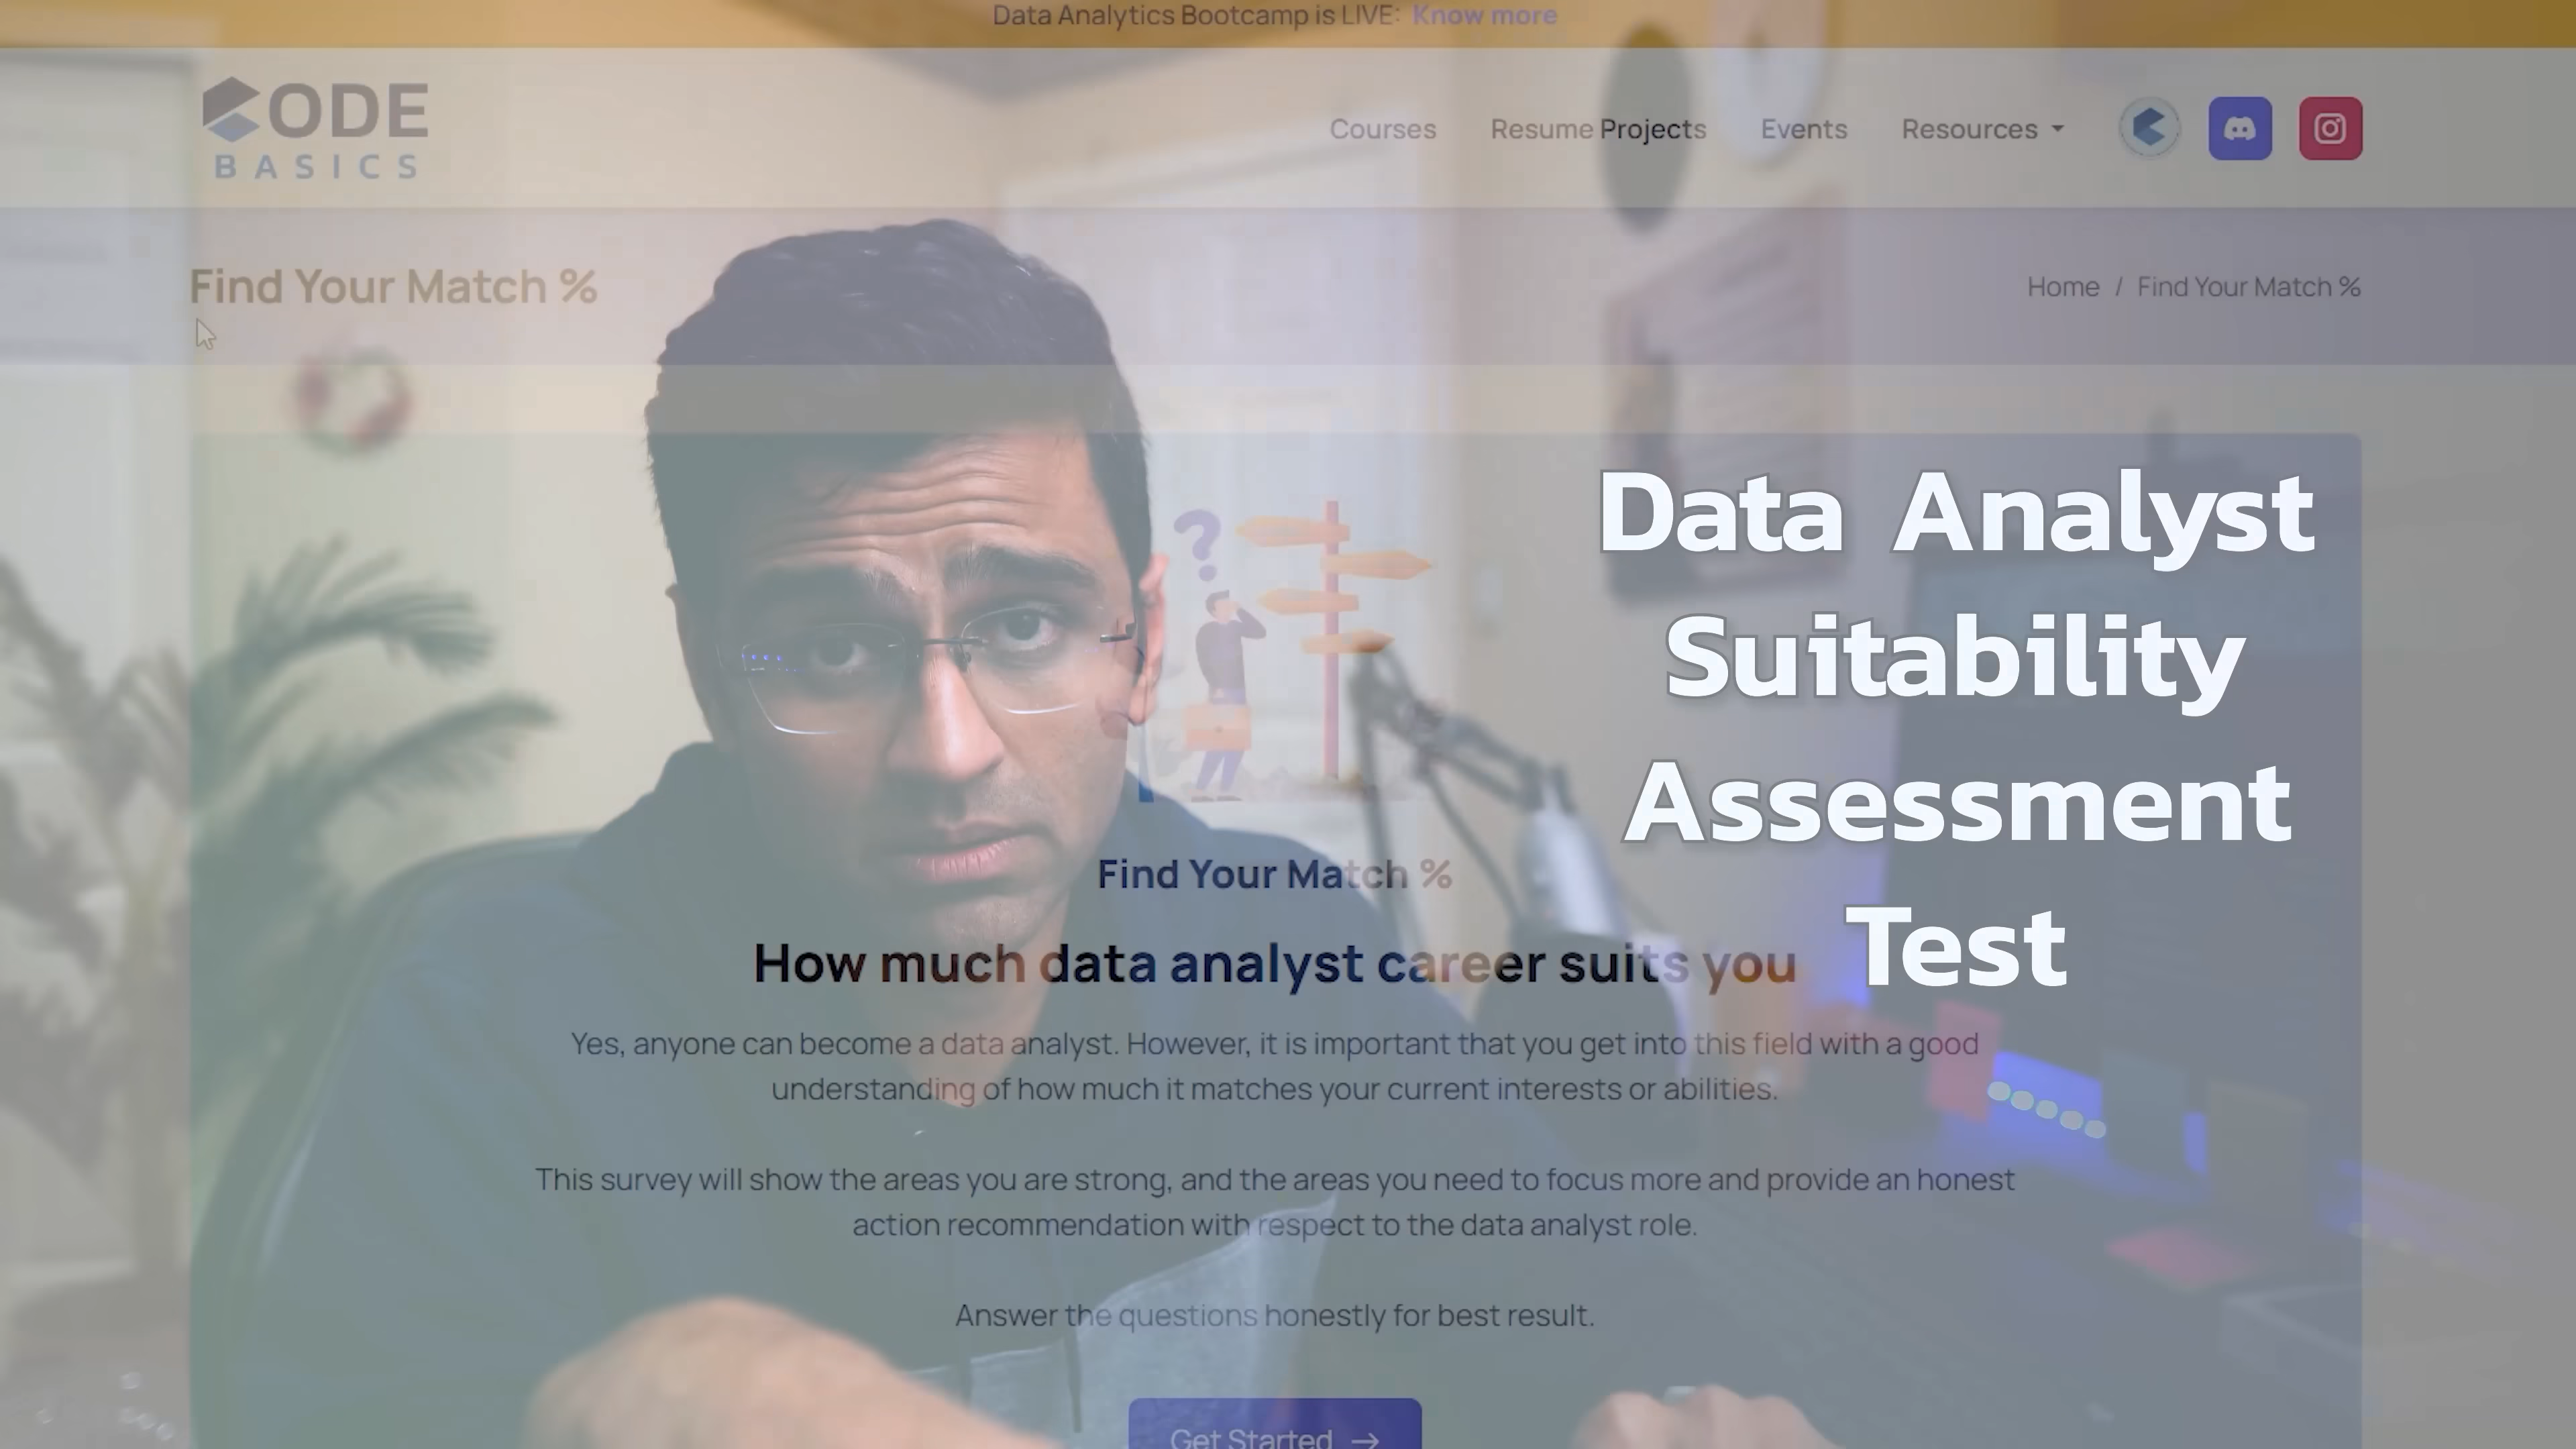 Data Analytics Bootcamp is LIVE: Know more
CODE
BASICS
Courses Resume Projects Events Resources
Find Your Match %
Home / Find Your Match %
Data Analyst
Suitability
Assessment
Test
?
Find Your Match %
How much data analyst career suits you
Yes, anyone can become a data analyst. However, it is important that you get into this field with a good
understanding of how much it matches your current interests or abilities.
This survey will show the areas you are strong, and the areas you need to focus more and provide an honest
action recommendation with respect to the data analyst role.
Answer the questions honestly for best result.
Get Started →